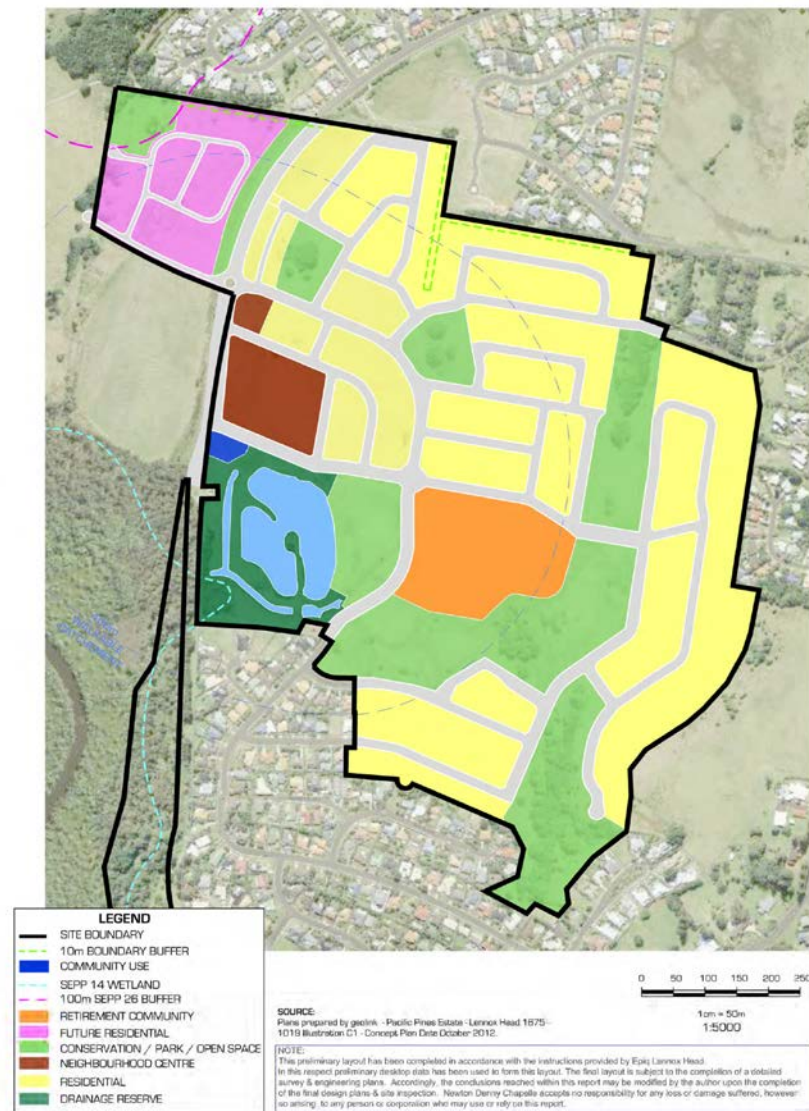 LEGEND
SITE BOUNDARY
10m BOUNDARY BUFFER
COMMUNITY USE
SEPP 14 WETLAND
100m SEPP 26 BUFFER
RETIREMENT COMMUNITY
FUTURE RESIDENTIAL
CONSERVATION / PARK / OPEN SPACE
NEIGHBOURHOOD CENTRE
RESIDENTIAL
DRAINAGE RESERVE
0 50 100 150 200 250
1cm = 50m
1:5000
SOURCE:
Plans prepared by geolink - Pacific Pines Estate - Lennox Head 1675 -
1019 Illustration C1 - Concept Plan Date October 2012.
NOTE:
This preliminary layout has been completed in accordance with the instructions provided by Epiq Lennox Head.
In this respect preliminary desktop data has been used to form this layout. The final layout is subject to the completion of a detailed
survey & engineering plans. Accordingly, the conclusions reached within this report may be modified by the author upon the completion
of the final design plans & site inspection. Newton Denny Chapelle accepts no responsibility for any loss or damage suffered, however
so arising, to any person or corporation who may use or rely on this report.